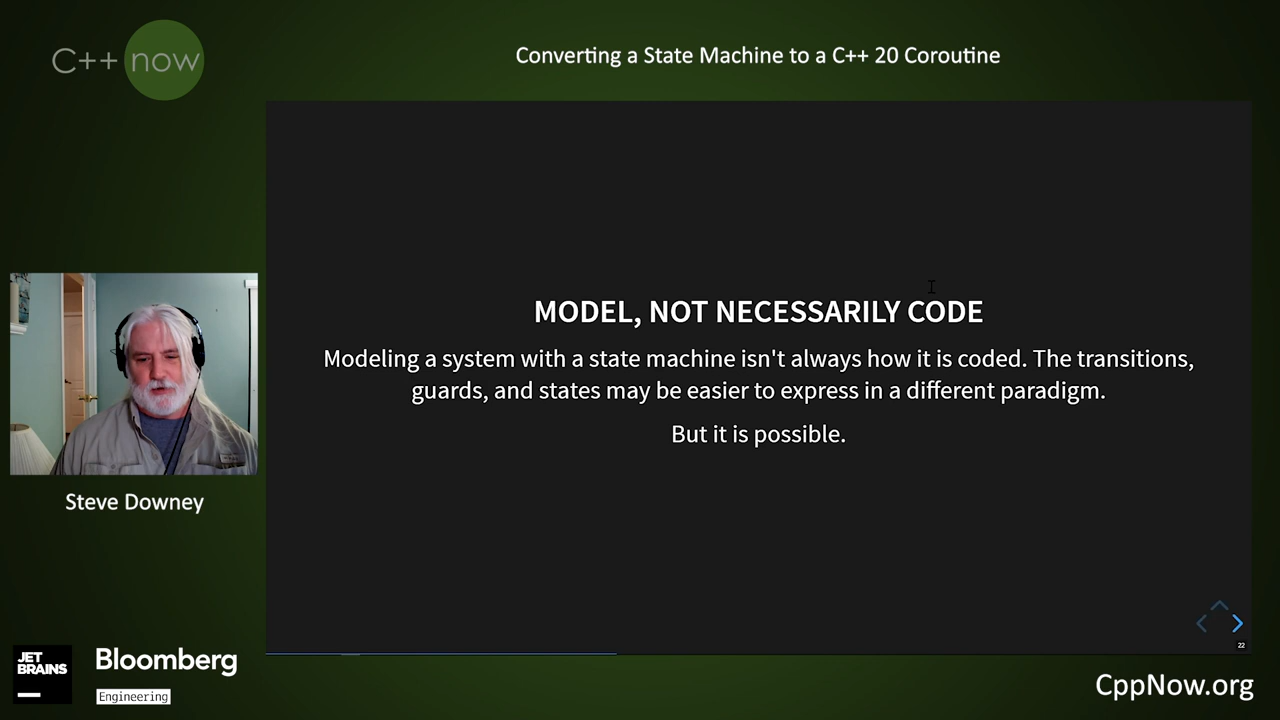 C++ now
Converting a State Machine to a C++ 20 Coroutine
MODEL, NOT NECESSARILY CODE
Modeling a system with a state machine isn't always how it is coded. The transitions,
guards, and states may be easier to express in a different paradigm.
But it is possible.
Steve Downey
22
JET
BRAINS
Bloomberg
Engineering
CppNow.org